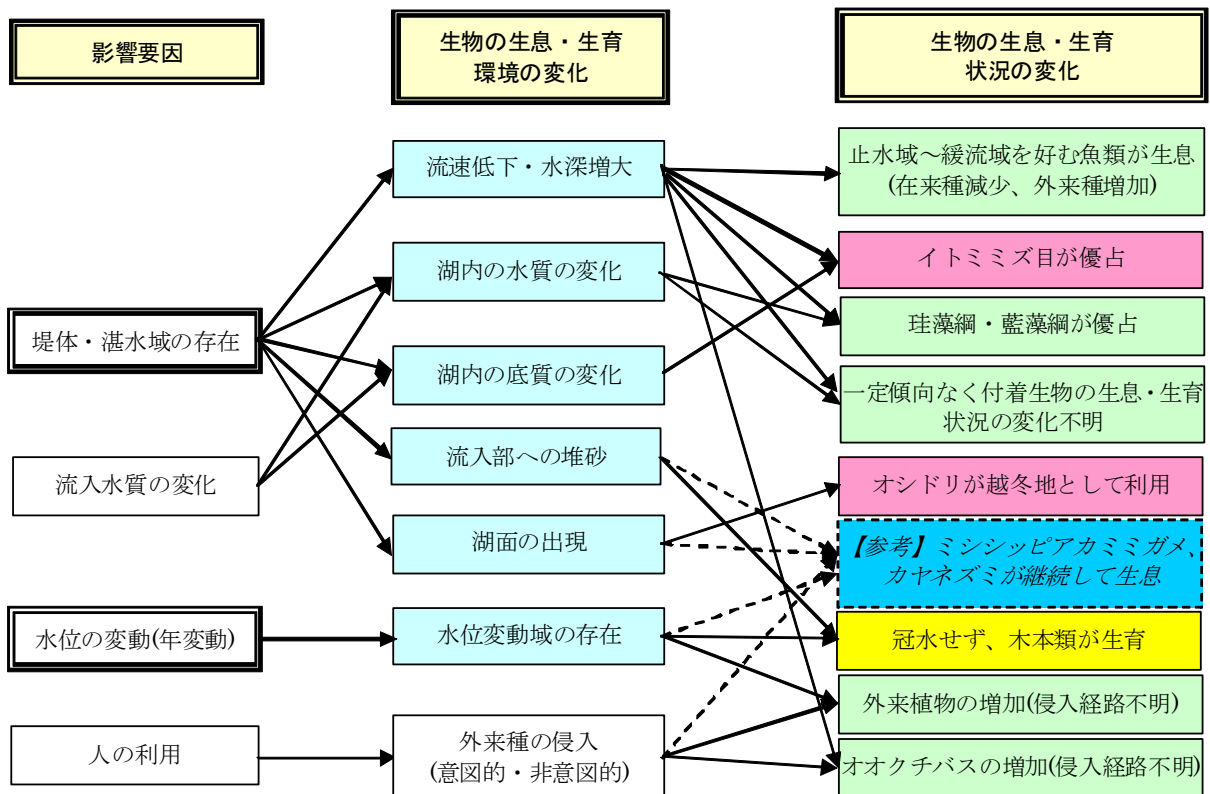 影響要因
生物の生息・生育
環境の変化
生物の生息・生育
状況の変化
堤体・湛水域の存在
流入水質の変化
水位の変動(年変動)
人の利用
流速低下・水深増大
湖内の水質の変化
湖内の底質の変化
流入部への堆砂
湖面の出現
水位変動域の存在
外来種の侵入
(意図的・非意図的)
止水域～緩流域を好む魚類が生息
(在来種減少、外来種増加)
イトミミズ目が優占
珪藻綱・藍藻綱が優占
一定傾向なく付着生物の生息・生育
状況の変化不明
オシドリが越冬地として利用
【参考】ミシシッピアカミミガメ、
カヤネズミが継続して生息
冠水せず、木本類が生育
外来植物の増加(侵入経路不明)
オオクチバスの増加(侵入経路不明)